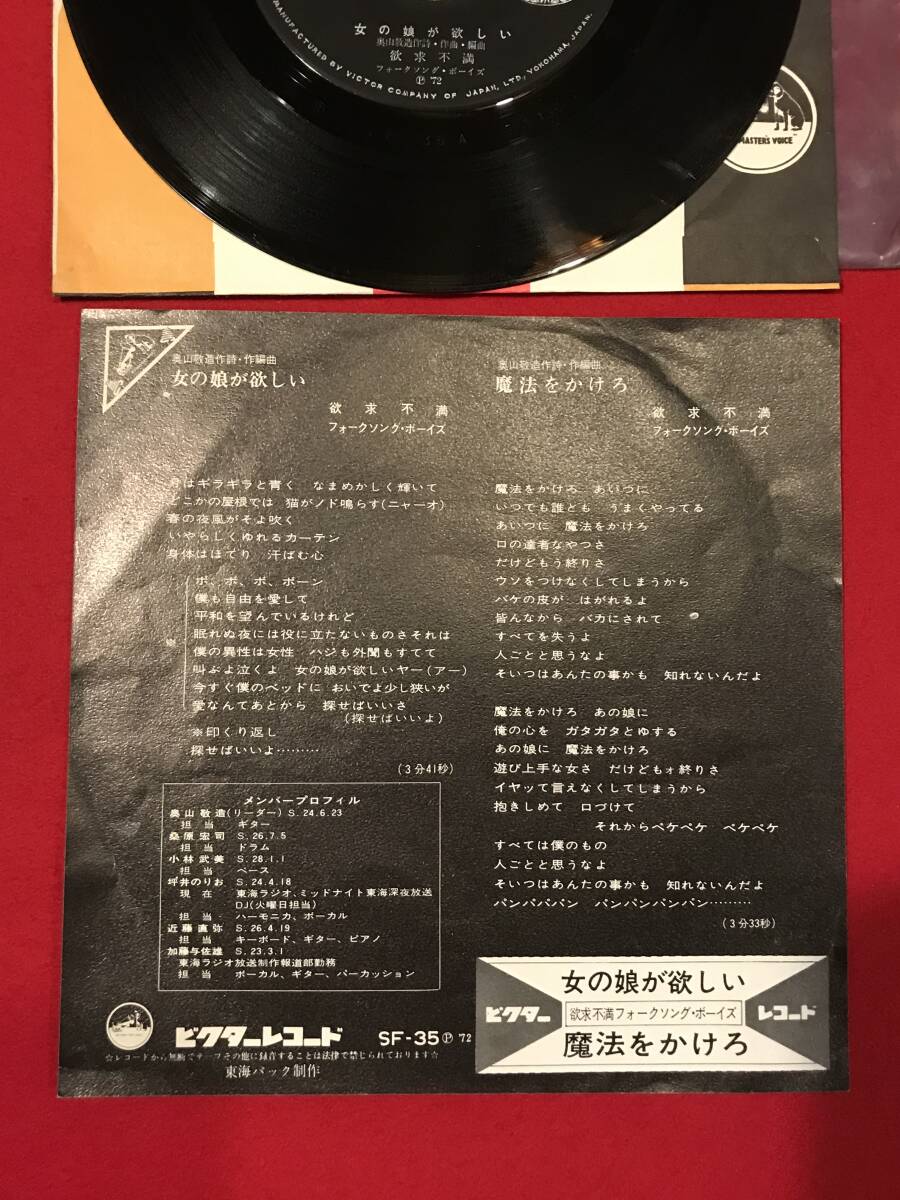 女の娘が欲しい
奥山敬造作詩・作曲・編曲
欲求不満
フォークソング・ボーイズ
Ⓟ '72
MANUFACTURED BY VICTOR COMPANY OF JAPAN, LTD. YOKOHAMA, JAPAN.
MASTER'S VOICE
奥山敬造作詩・作編曲
女の娘が欲しい
欲求不満
フォークソング・ボーイズ
月はギラギラと青く なまめかしく輝いて
どこかの屋根では 猫がノド鳴らす(ニャーオ)
春の夜風がそよ吹く
いやらしくゆれるカーテン
身体はほてり 汗ばむ心
ボ、ボ、ボ、ボーン
僕も自由を愛して
平和を望んでいるけれど
眠れぬ夜には役に立たないものさそれは
※
僕の異性は女性 ハジも外聞もすてて
叫ぶよ泣くよ 女の娘が欲しいヤー(アー)
今すぐ僕のベッドに おいでよ少し狭いが
愛なんてあとから 探せばいいさ
(探せばいいよ)
※印くり返し
探せばいいよ………
(3分41秒)
メンバープロフィル
奥山敬造(リーダー) S.24.6.23
担当 ギター
桑原宏司 S.26.7.5
担当 ドラム
小林武美 S.28.1.1
担当 ベース
坪井のりお S.24.4.18
現在 東海ラジオ、ミッドナイト東海深夜放送
DJ(火曜日担当)
担当 ハーモニカ、ボーカル
近藤直弥 S.26.4.19
担当 キーボード、ギター、ピアノ
加藤与佐雄 S.23.3.1
東海ラジオ放送制作報道部勤務
担当 ボーカル、ギター、パーカッション
奥山敬造作詩・作編曲
魔法をかけろ
欲求不満
フォークソング・ボーイズ
魔法をかけろ あいつに
いつでも誰とも うまくやってる
あいつに 魔法をかけろ
口の達者なやつさ
だけどもう終りさ
ウソをつけなくしてしまうから
バケの皮が はがれるよ
皆んなから バカにされて
すべてを失うよ
人ごとと思うなよ
そいつはあんたの事かも 知れないんだよ
魔法をかけろ あの娘に
俺の心を ガタガタとゆする
あの娘に 魔法をかけろ
遊び上手な女さ だけどもォ終りさ
イヤッて言えなくしてしまうから
抱きしめて 口づけて
それからペケペケ ペケペケ
すべては僕のもの
人ごとと思うなよ
そいつはあんたの事かも 知れないんだよ
パンパパパン パンパンパンパン………
(3分33秒)
ビクターレコード SF-35 Ⓟ '72
☆レコードから無断でテープその他に録音することは法律で禁じられております☆
東海パック制作
女の娘が欲しい
ビクター 欲求不満フォークソング・ボーイズ レコード
魔法をかけろ